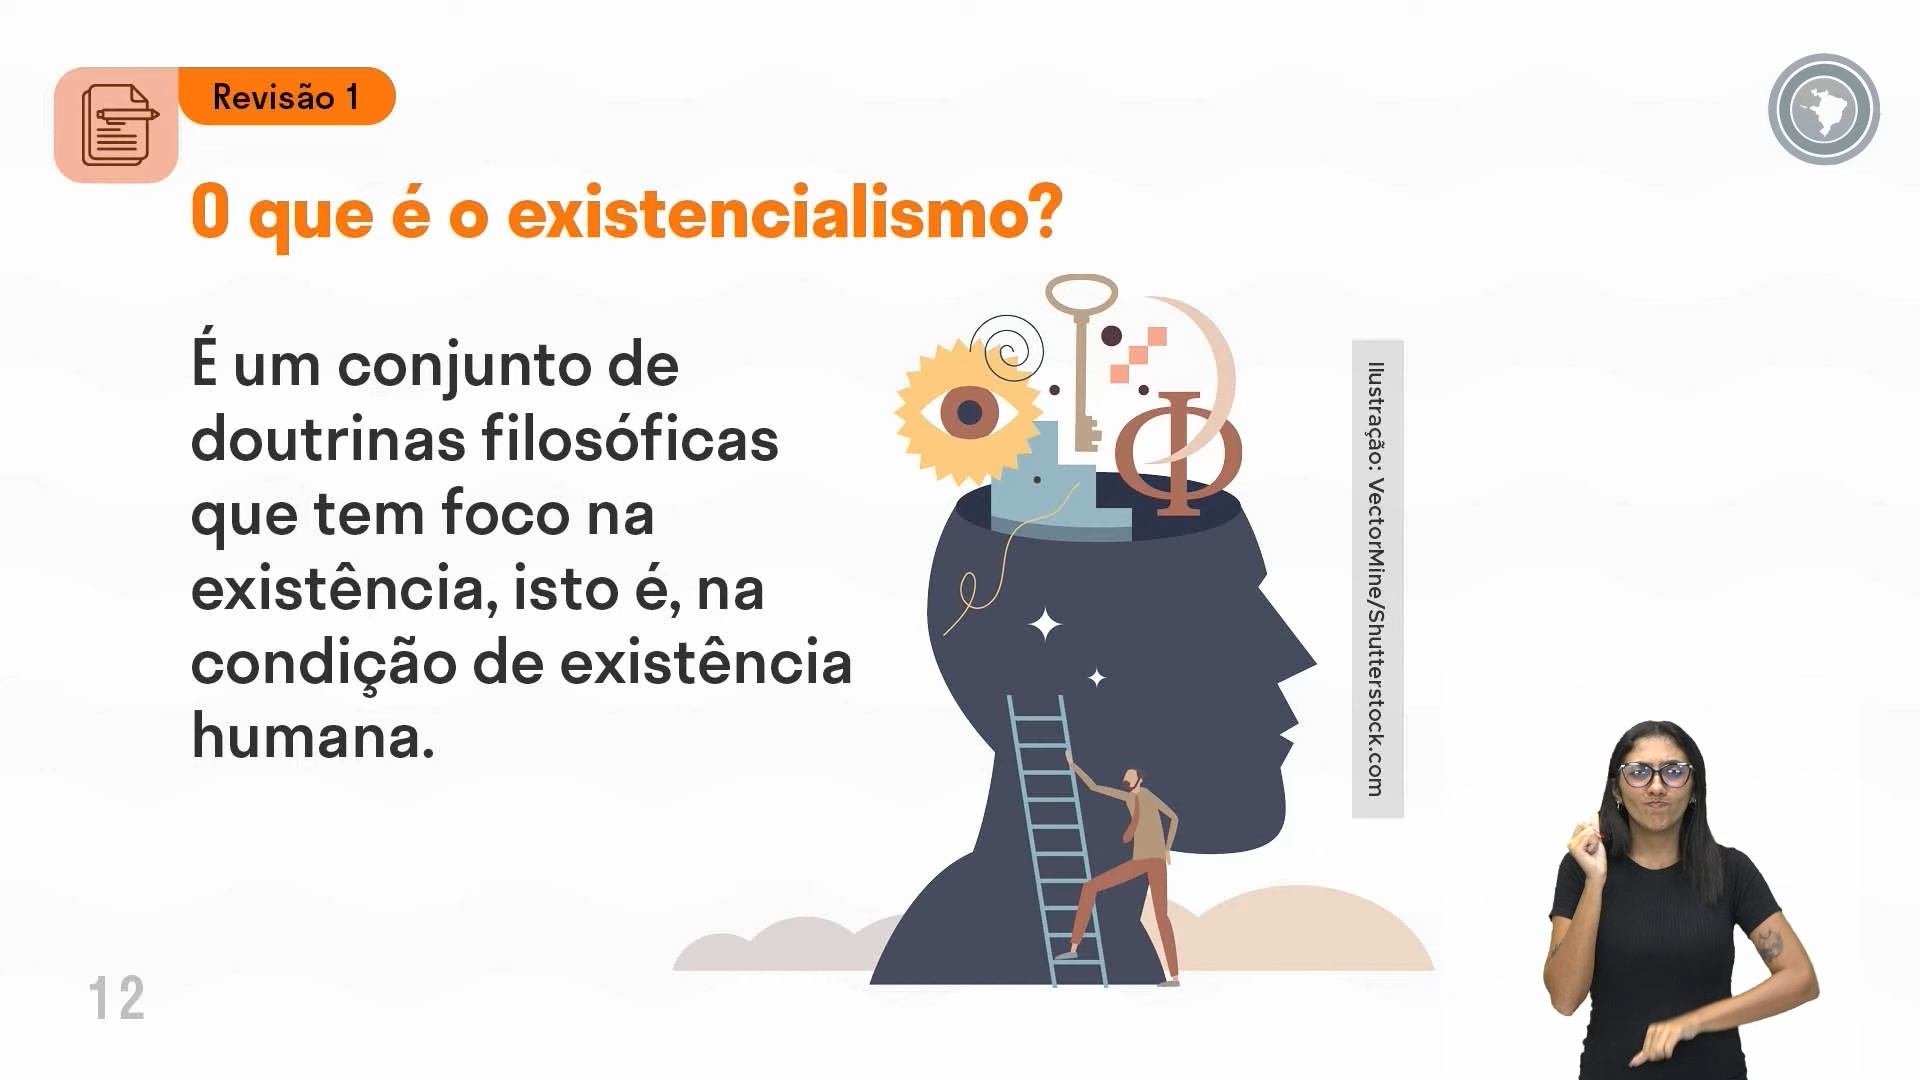 Revisão 1
O que é o existencialismo?
É um conjunto de
doutrinas filosóficas
que tem foco na
existência, isto é, na
condição de existência
humana.
Φ
Ilustração: VectorMine/Shutterstock.com
12